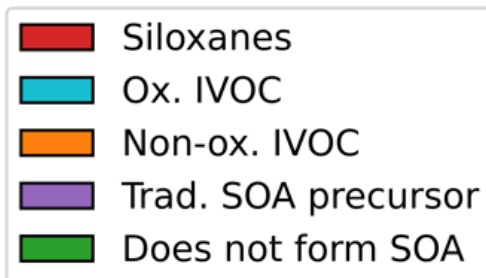 Siloxanes
Ox. IVOC
Non-ox. IVOC
Trad. SOA precursor
Does not form SOA